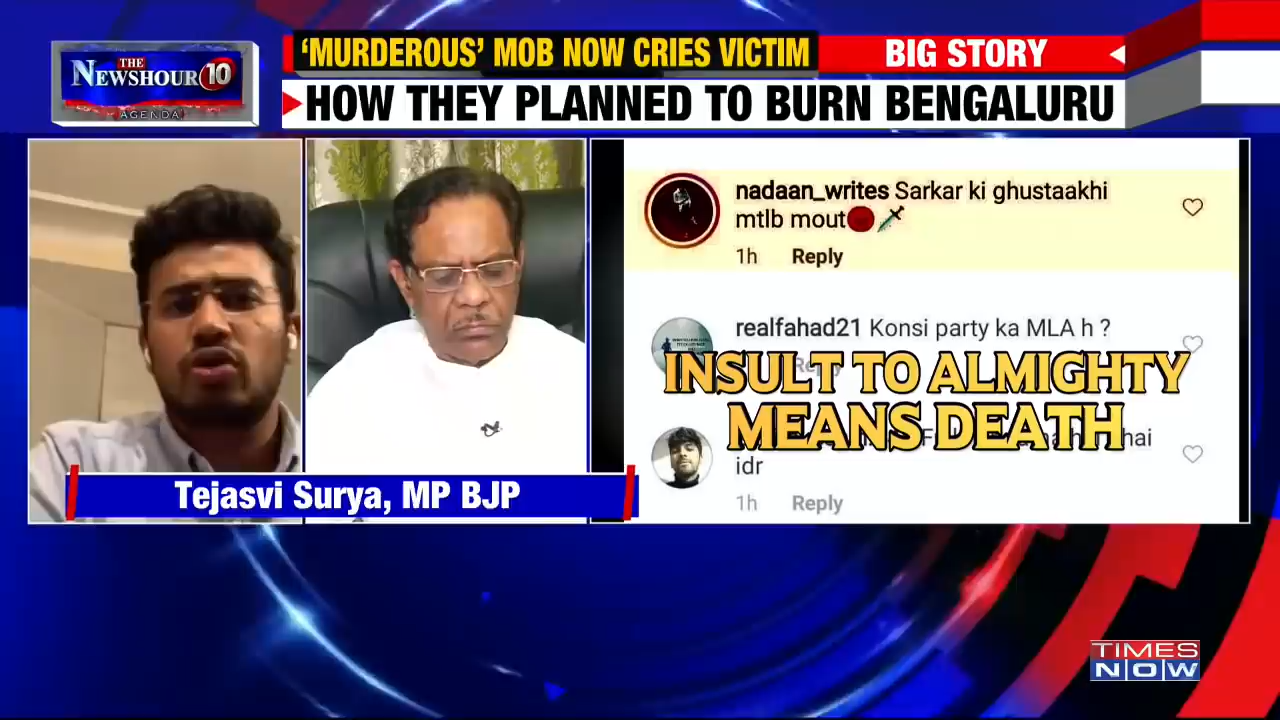 THE
NEWSHOUR 10
AGENDA
'MURDEROUS' MOB NOW CRIES VICTIM
BIG STORY
HOW THEY PLANNED TO BURN BENGALURU
nadaan_writes Sarkar ki ghustaakhi
mtlb mout
1h Reply
realfahad21 Konsi party ka MLA h ?
INSULT TO ALMIGHTY
MEANS DEATH
hai
idr
1h Reply
Tejasvi Surya, MP BJP
TIMES
NOW